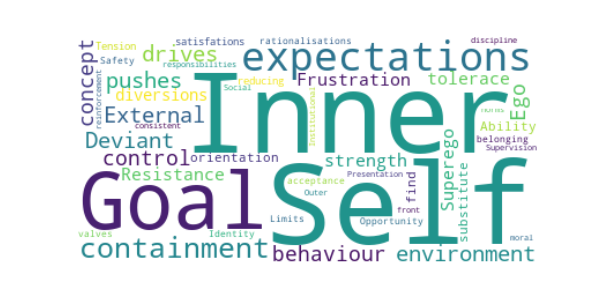 discipline
Tension satisfations rationalisations
concept Safety drives responsibilities expectations
reinforcement pushes reducing Frustration tolerace
diversions Social Inner Ego
External Institutional
consistent Ability
Deviant belonging
control orientation strength Superego Supervision
Resistance Goal Self
acceptance Presentation find substitute
Outer front
Limits Opportunity
valves Identity moral
containment behaviour environment